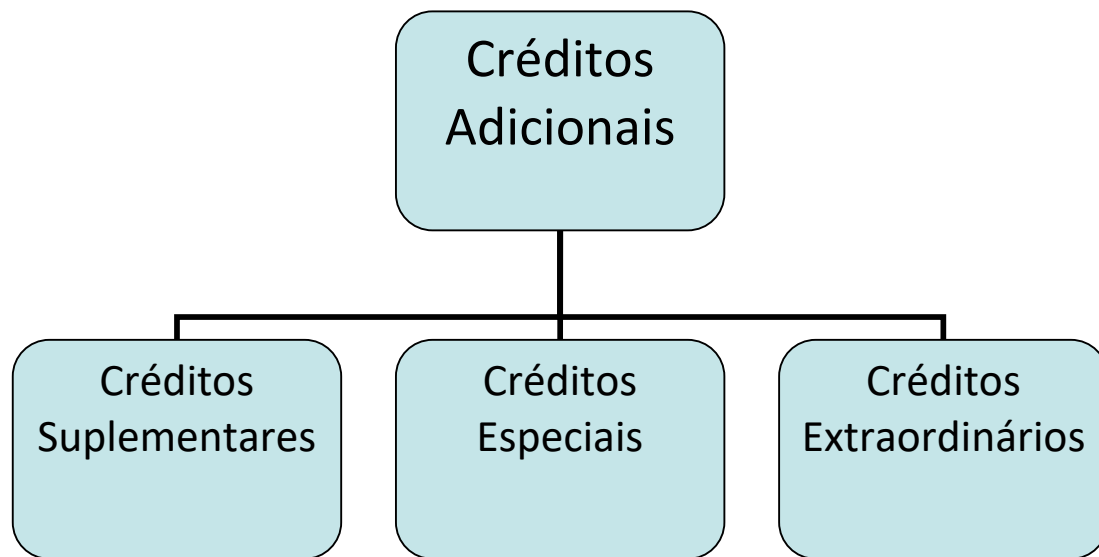 Créditos
Adicionais
Créditos
Suplementares
Créditos
Especiais
Créditos
Extraordinários